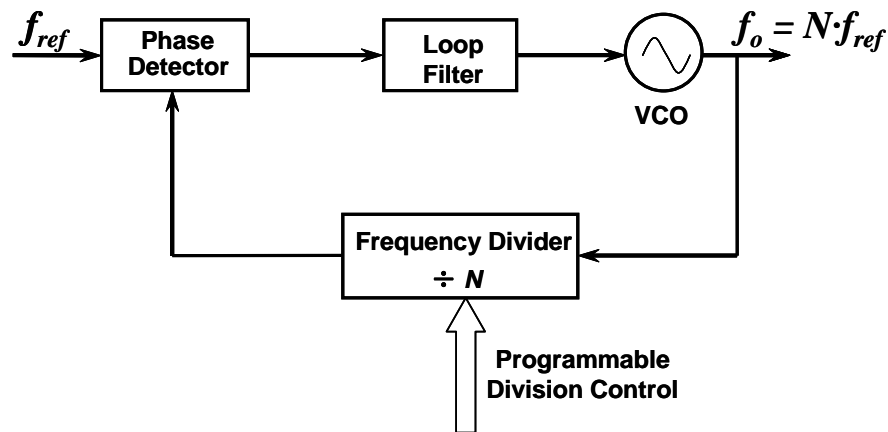 f_ref
Phase
Detector
Loop
Filter
VCO
f_o = N·f_ref
Frequency Divider
÷ N
Programmable
Division Control